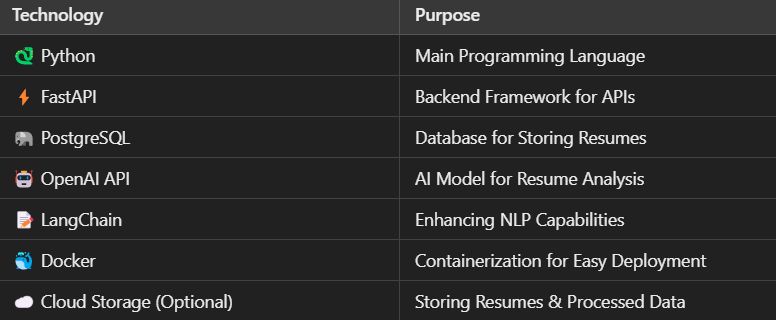 Technology Purpose
Python Main Programming Language
FastAPI Backend Framework for APIs
PostgreSQL Database for Storing Resumes
OpenAI API AI Model for Resume Analysis
LangChain Enhancing NLP Capabilities
Docker Containerization for Easy Deployment
Cloud Storage (Optional) Storing Resumes & Processed Data